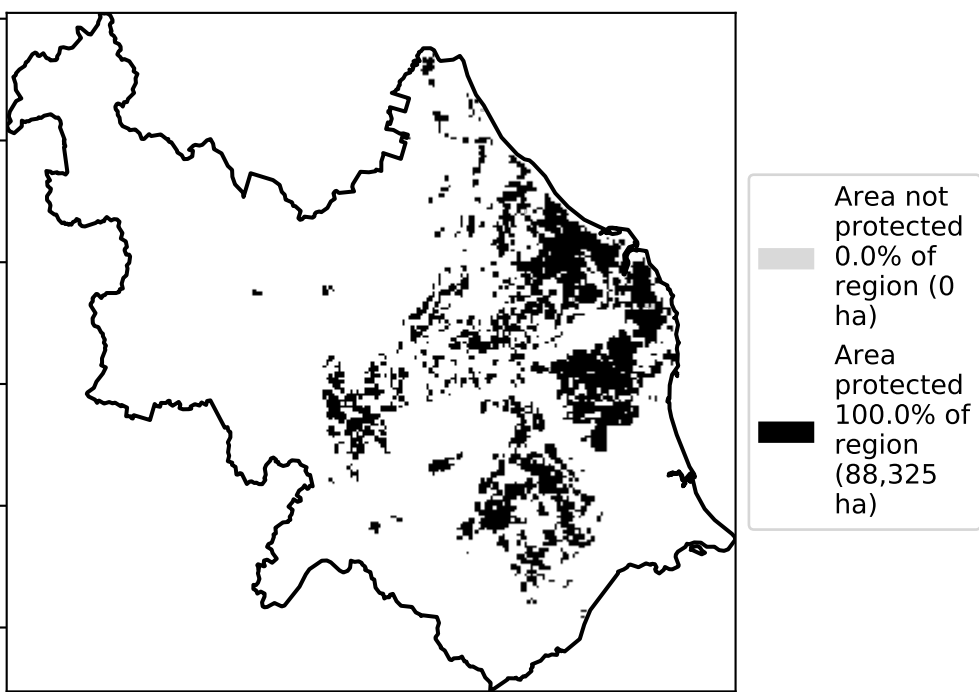 Area not
protected
0.0% of
region (0
ha)
Area
protected
100.0% of
region
(88,325
ha)